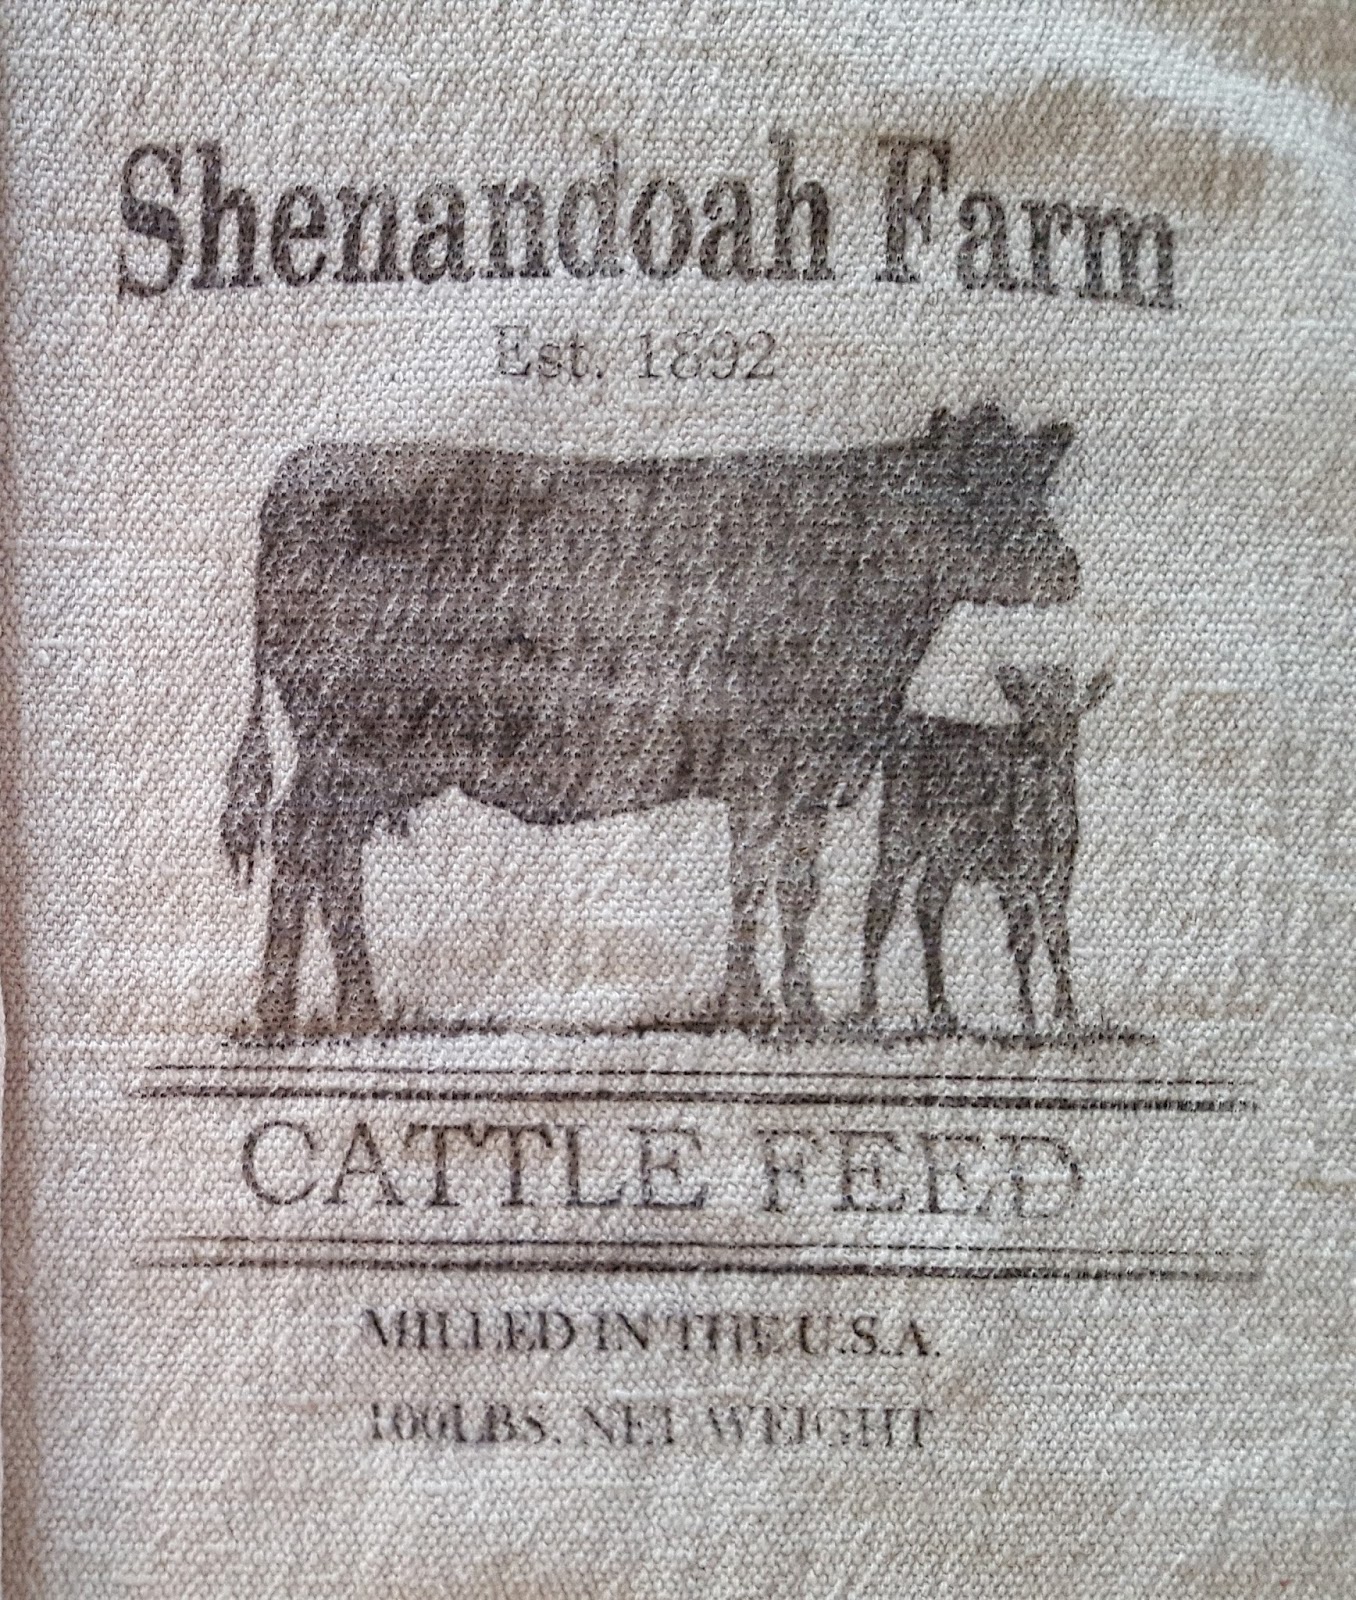 Shenandoah Farm
Est. 1892
CATTLE FEED
MILLED IN THE U.S.A.
100LBS. NET WEIGHT